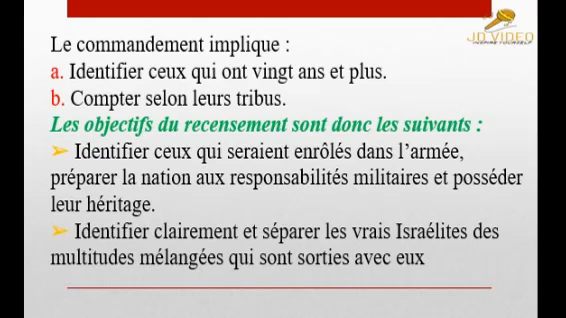 JD VIDEO
INSPIRE YOURSELF
Le commandement implique :
a. Identifier ceux qui ont vingt ans et plus.
b. Compter selon leurs tribus.
Les objectifs du recensement sont donc les suivants :
➢ Identifier ceux qui seraient enrôlés dans l’armée,
préparer la nation aux responsabilités militaires et posséder
leur héritage.
➢ Identifier clairement et séparer les vrais Israélites des
multitudes mélangées qui sont sorties avec eux